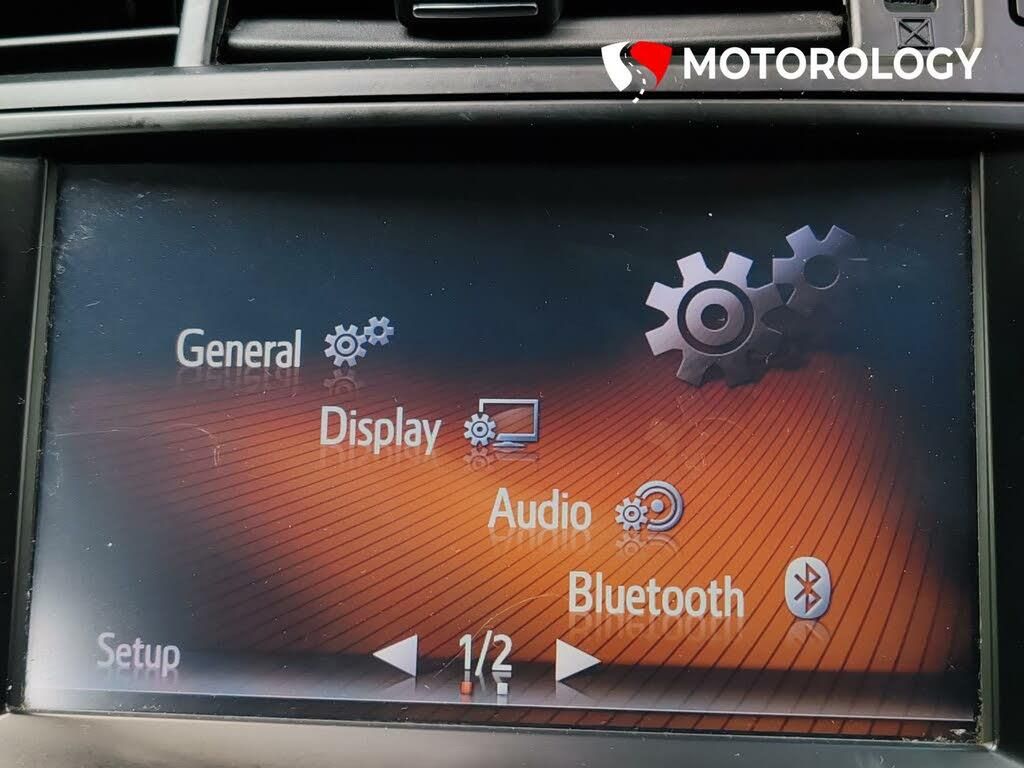 MOTOROLOGY
General
Display
Audio
Bluetooth
Setup
1/2